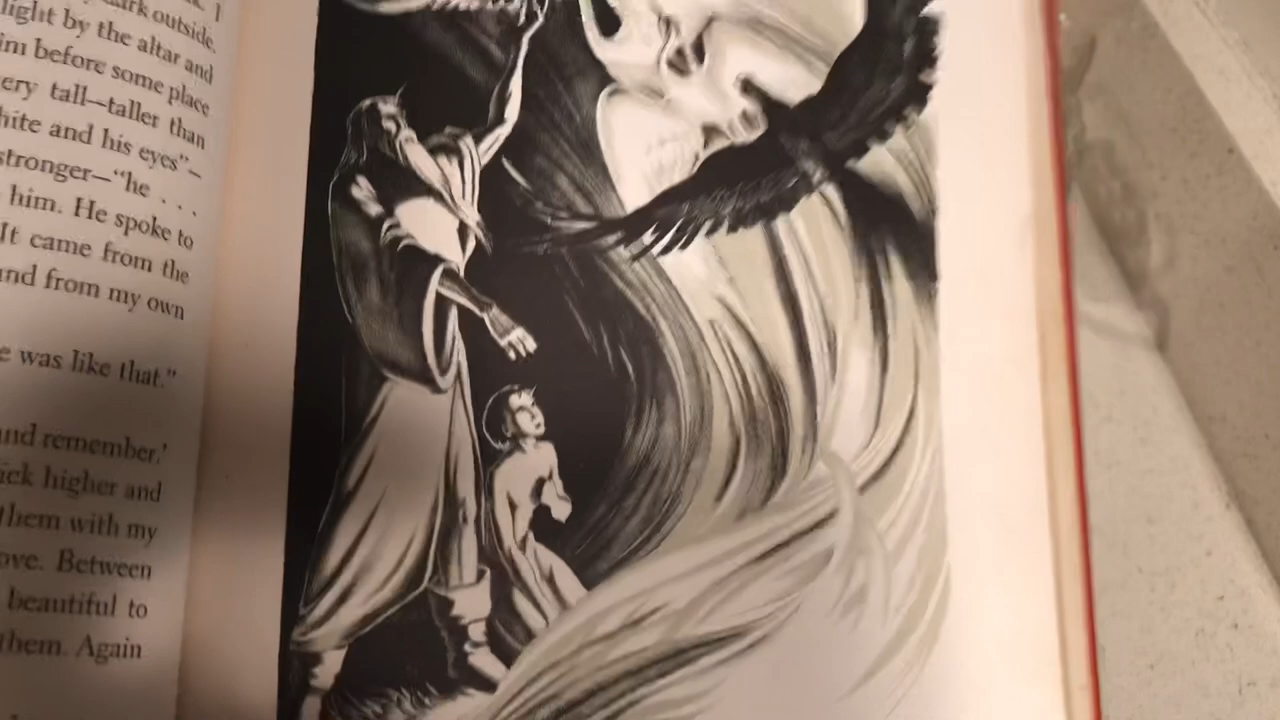 dark outside.
light by the altar and
him before some place
ery tall—taller than
hite and his eyes"—
stronger—"he . . .
him. He spoke to
It came from the
nd from my own
e was like that."
and remember,'
ick higher and
them with my
ove. Between
beautiful to
them. Again